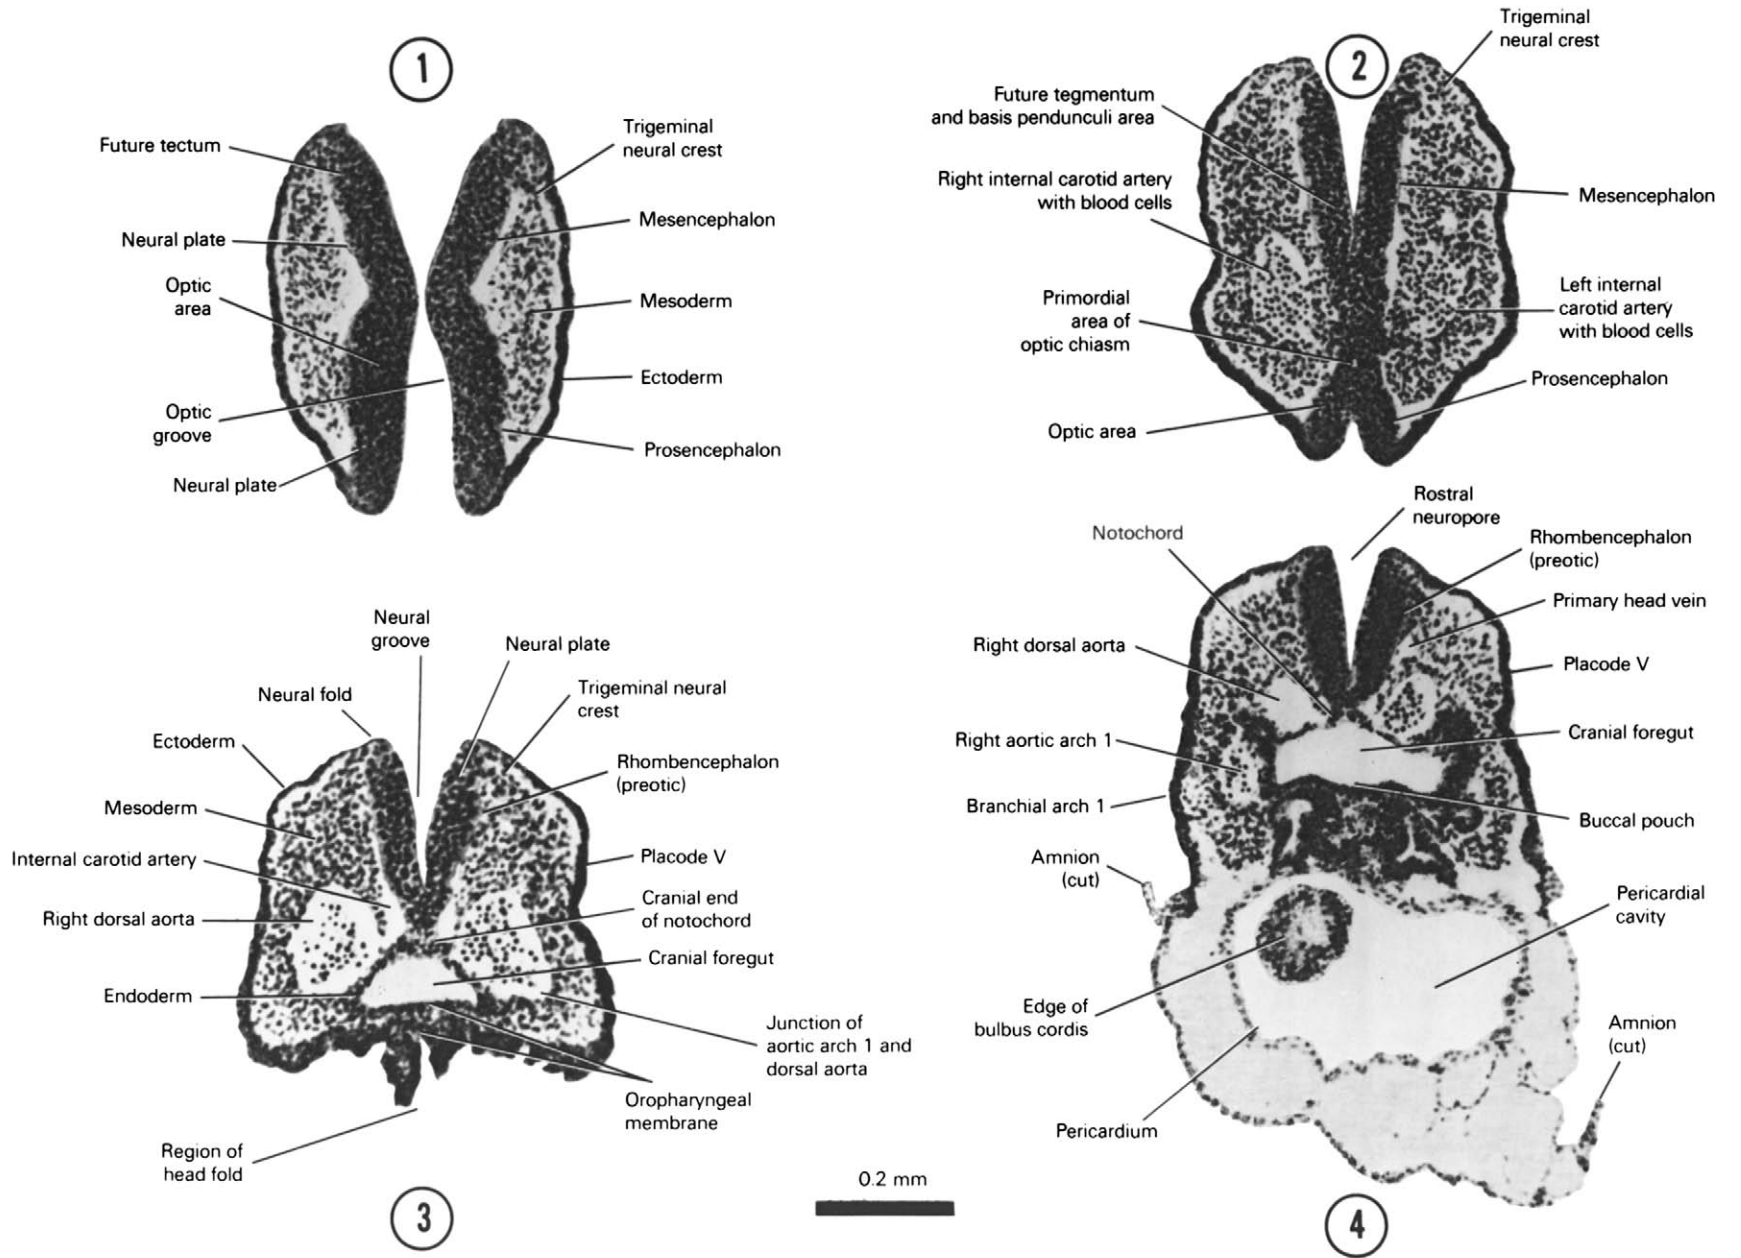 1
Future tectum
Neural plate
Optic
area
Optic
groove
Neural plate
Trigeminal
neural crest
Mesencephalon
Mesoderm
Ectoderm
Prosencephalon
2
Future tegmentum
and basis pendunculi area
Right internal carotid artery
with blood cells
Primordial
area of
optic chiasm
Optic area
Trigeminal
neural crest
Mesencephalon
Left internal
carotid artery
with blood cells
Prosencephalon
Neural
groove
Neural plate
Neural fold
Trigeminal neural
crest
Ectoderm
Rhombencephalon
(preotic)
Mesoderm
Internal carotid artery
Placode V
Right dorsal aorta
Cranial end
of notochord
Cranial foregut
Endoderm
Junction of
aortic arch 1 and
dorsal aorta
Oropharyngeal
membrane
Region of
head fold
3
0.2 mm
Rostral
neuropore
Notochord
Rhombencephalon
(preotic)
Primary head vein
Right dorsal aorta
Placode V
Right aortic arch 1
Cranial foregut
Branchial arch 1
Buccal pouch
Amnion
(cut)
Pericardial
cavity
Edge of
bulbus cordis
Amnion
(cut)
Pericardium
4